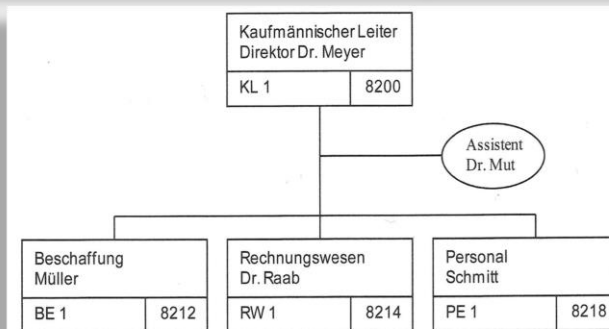 Kaufmännischer Leiter
Direktor Dr. Meyer
KL 1 8200
Assistent
Dr. Mut
Beschaffung
Müller
BE 1 8212
Rechnungswesen
Dr. Raab
RW 1 8214
Personal
Schmitt
PE 1 8218